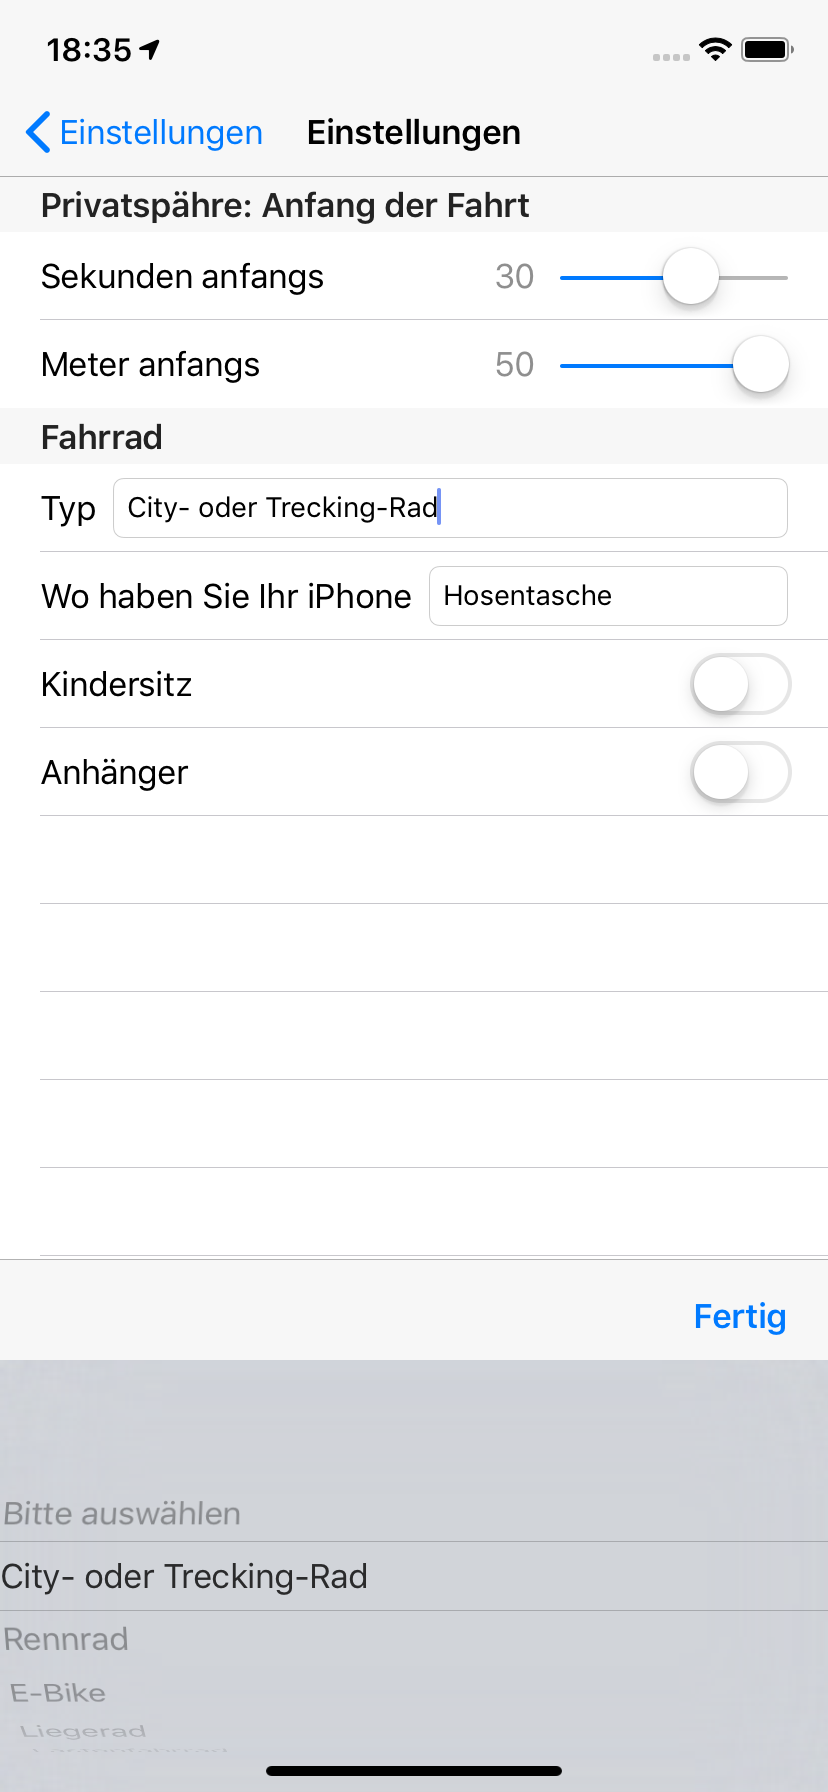 18:35
Einstellungen Einstellungen
Privatspähre: Anfang der Fahrt
Sekunden anfangs 30
Meter anfangs 50
Fahrrad
Typ City- oder Trecking-Rad
Wo haben Sie Ihr iPhone Hosentasche
Kindersitz
Anhänger
Fertig
Bitte auswählen
City- oder Trecking-Rad
Rennrad
E-Bike
Liegerad